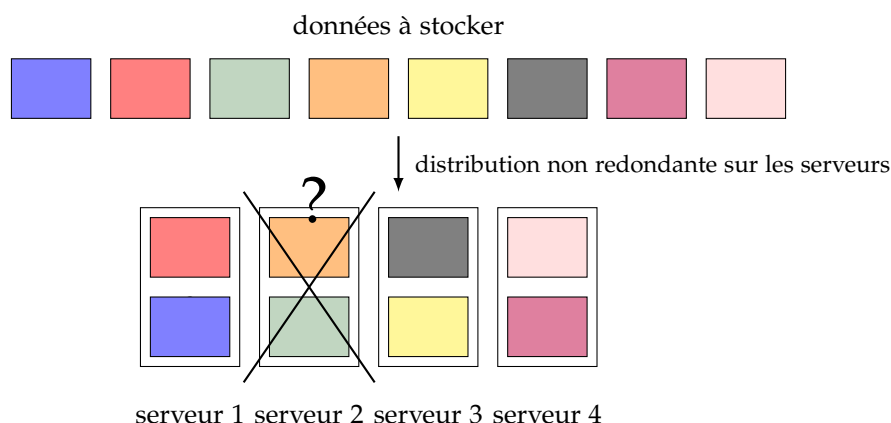 données à stocker
distribution non redondante sur les serveurs
?
serveur 1 serveur 2 serveur 3 serveur 4